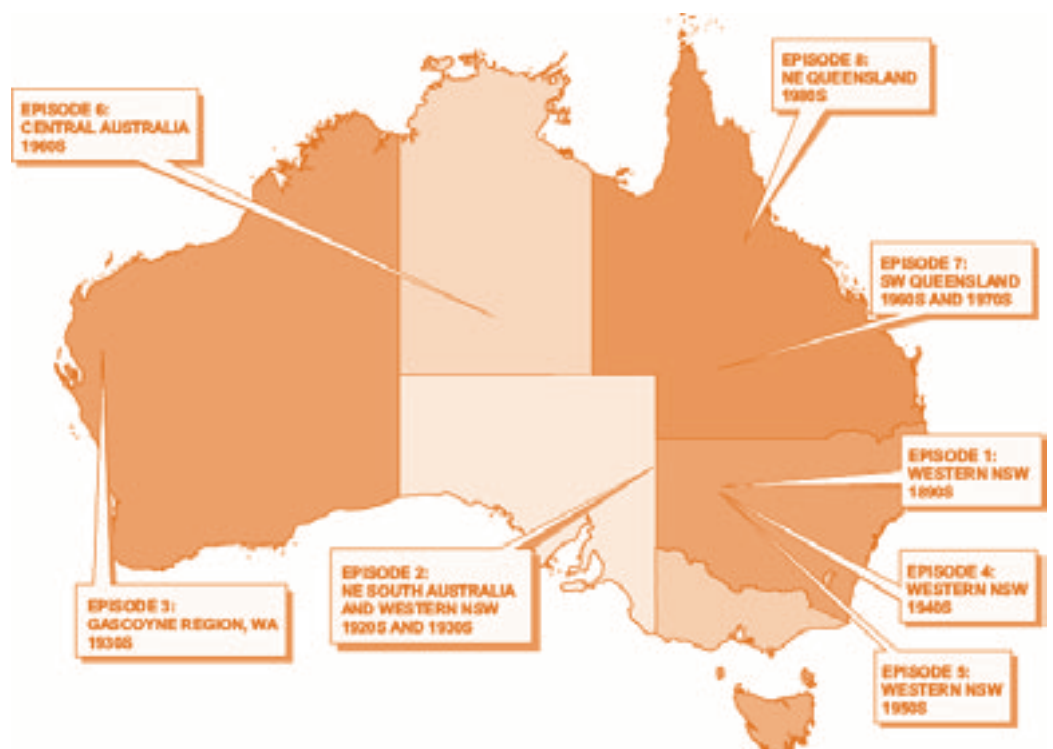 EPISODE 8:
NE QUEENSLAND
1980S
EPISODE 6:
CENTRAL AUSTRALIA
1960S
EPISODE 7:
SW QUEENSLAND
1960S AND 1970S
EPISODE 1:
WESTERN NSW
1890S
EPISODE 2:
NE SOUTH AUSTRALIA
AND WESTERN NSW
1920S AND 1930S
EPISODE 4:
WESTERN NSW
1940S
EPISODE 3:
GASCOYNE REGION, WA
1930S
EPISODE 5:
WESTERN NSW
1950S